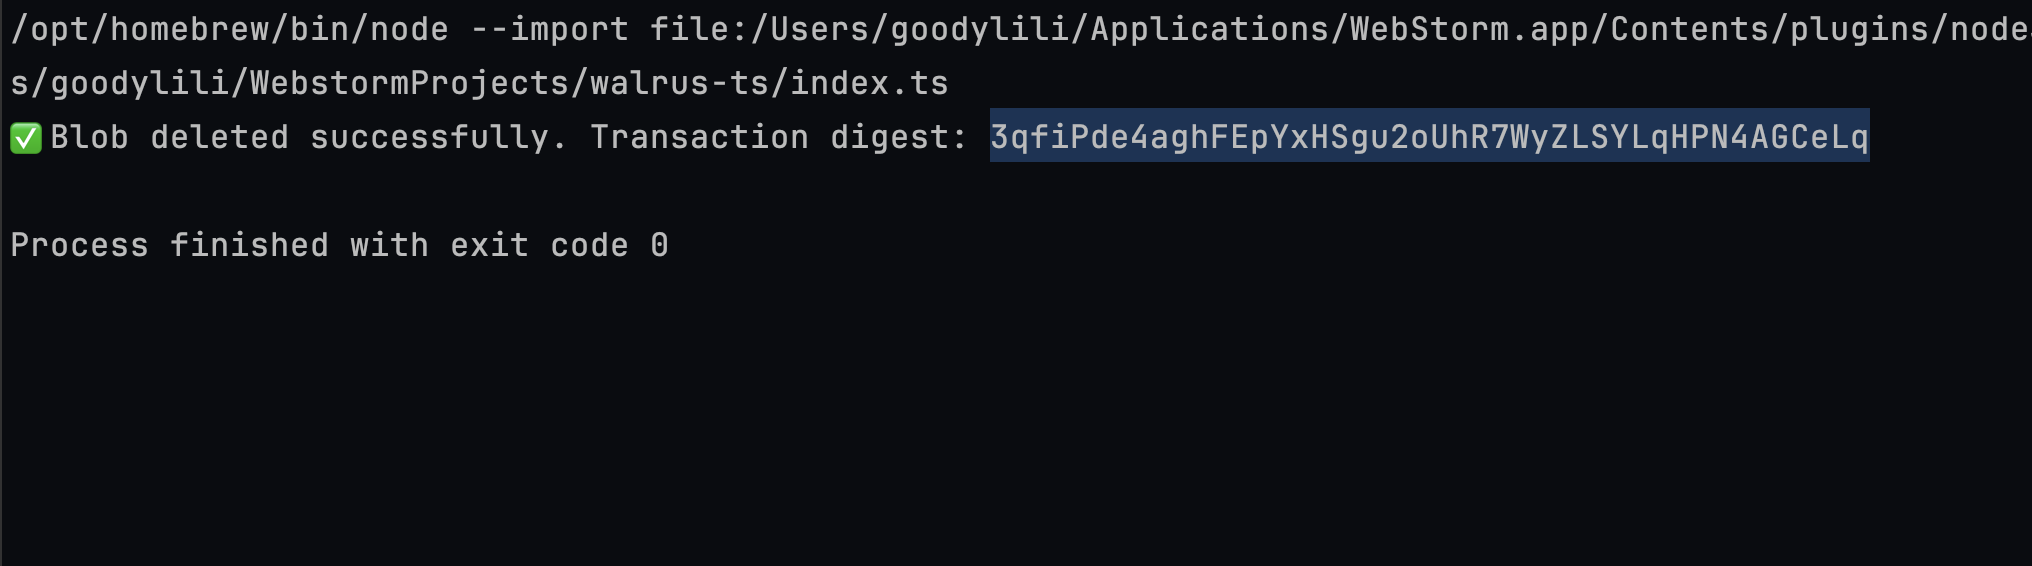 /opt/homebrew/bin/node --import file:/Users/goodylili/Applications/WebStorm.app/Contents/plugins/node
s/goodylili/WebstormProjects/walrus-ts/index.ts
✅Blob deleted successfully. Transaction digest: 3qfiPde4aghFEpYxHSgu2oUhR7WyZLSYLqHPN4AGCeLq
Process finished with exit code 0